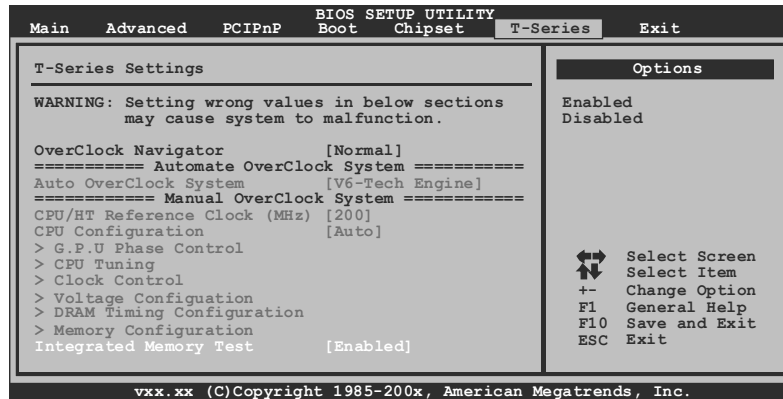 BIOS SETUP UTILITY
Main Advanced PCIPnP Boot Chipset T-Series Exit
T-Series Settings
WARNING: Setting wrong values in below sections
may cause system to malfunction.
OverClock Navigator [Normal]
=========== Automate OverClock System ===========
Auto OverClock System [V6-Tech Engine]
============ Manual OverClock System ============
CPU/HT Reference Clock (MHz) [200]
CPU Configuration [Auto]
> G.P.U Phase Control
> CPU Tuning
> Clock Control
> Voltage Configuation
> DRAM Timing Configuration
> Memory Configuration
Integrated Memory Test [Enabled]
Options
Enabled
Disabled
Select Screen
Select Item
+- Change Option
F1 General Help
F10 Save and Exit
ESC Exit
vxx.xx (C)Copyright 1985-200x, American Megatrends, Inc.